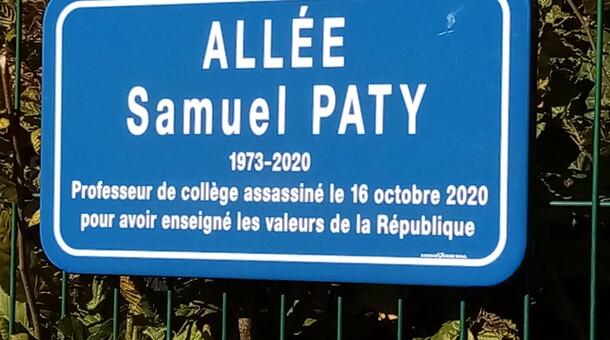 ALLÉE
Samuel PATY
1973-2020
Professeur de collège assassiné le 16 octobre 2020
pour avoir enseigné les valeurs de la République